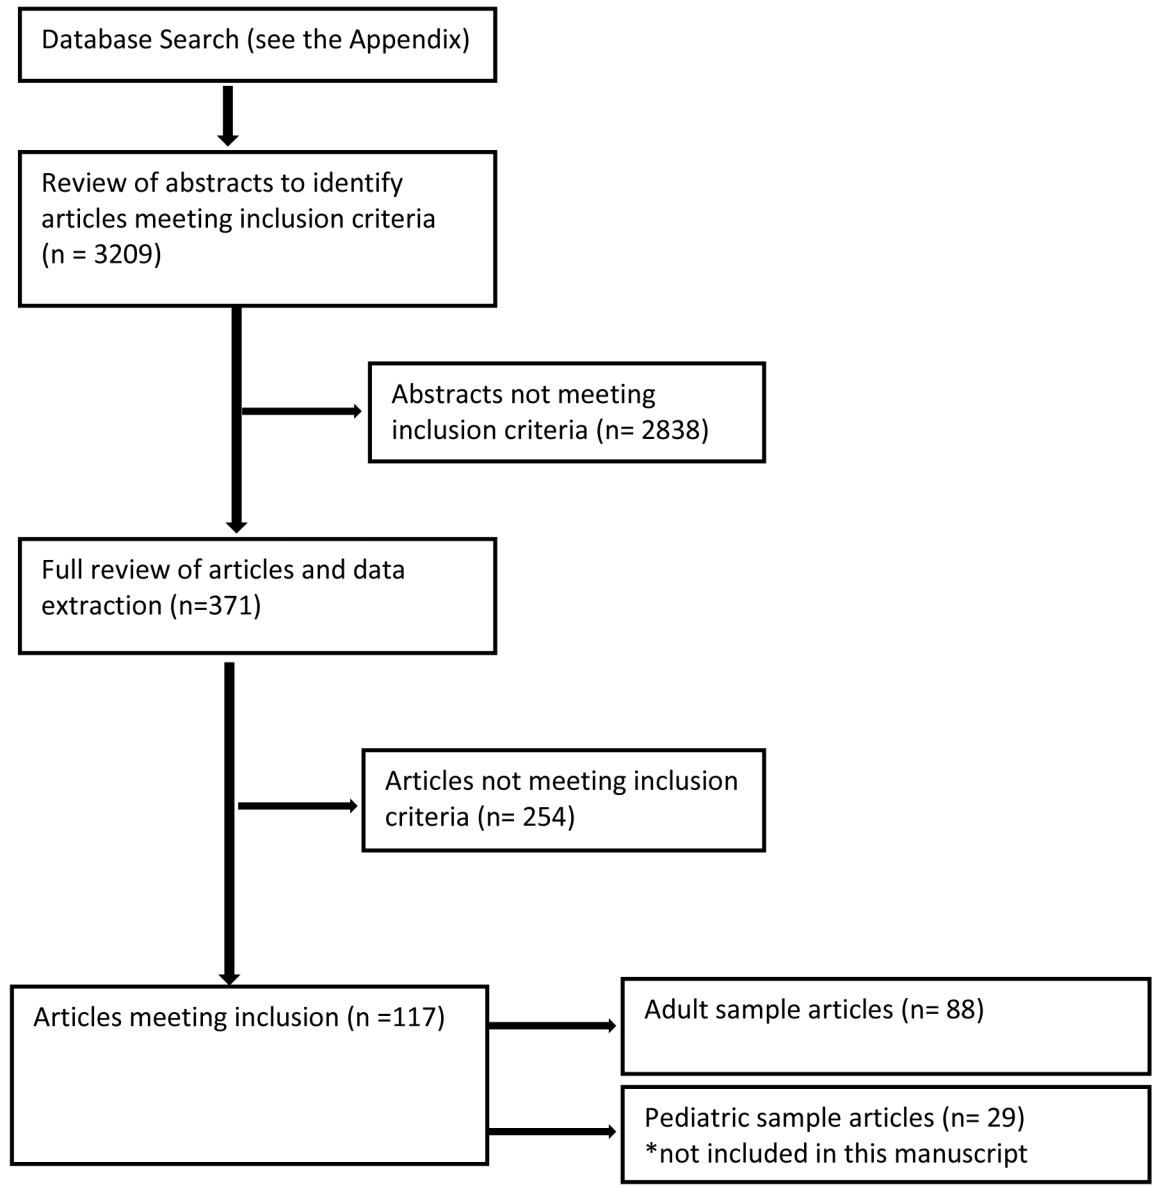 Database Search (see the Appendix)
Review of abstracts to identify
articles meeting inclusion criteria
(n = 3209)
Abstracts not meeting
inclusion criteria (n= 2838)
Full review of articles and data
extraction (n=371)
Articles not meeting inclusion
criteria (n= 254)
Articles meeting inclusion (n =117)
Adult sample articles (n= 88)
Pediatric sample articles (n= 29)
*not included in this manuscript